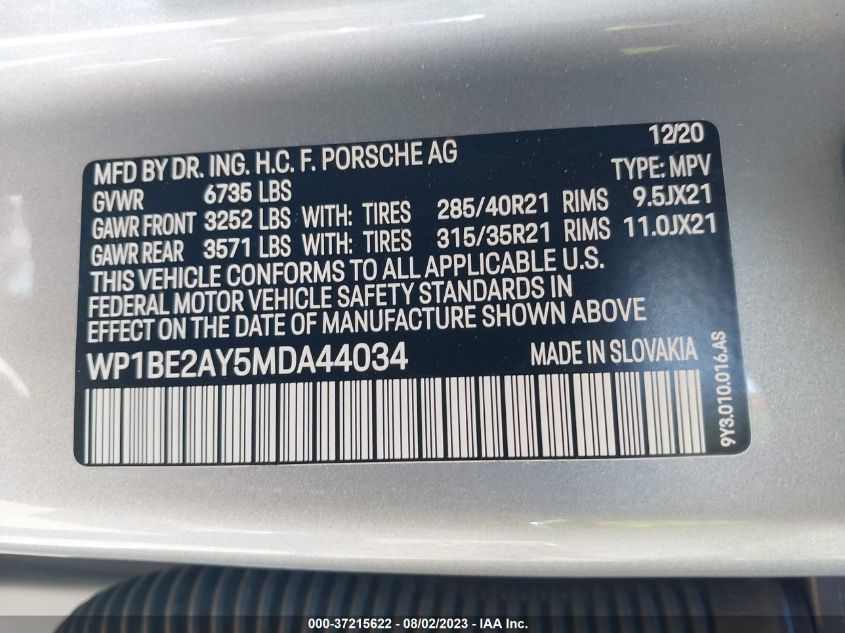 12/20
MFD BY DR. ING. H.C. F. PORSCHE AG
TYPE: MPV
GVWR 6735 LBS
GAWR FRONT 3252 LBS WITH: TIRES 285/40R21 RIMS 9.5JX21
GAWR REAR 3571 LBS WITH: TIRES 315/35R21 RIMS 11.0JX21
THIS VEHICLE CONFORMS TO ALL APPLICABLE U.S.
FEDERAL MOTOR VEHICLE SAFETY STANDARDS IN
EFFECT ON THE DATE OF MANUFACTURE SHOWN ABOVE
WP1BE2AY5MDA44034 MADE IN SLOVAKIA
9Y3.010.016.AS
000-37215622 — 08/02/2023 — IAA Inc.